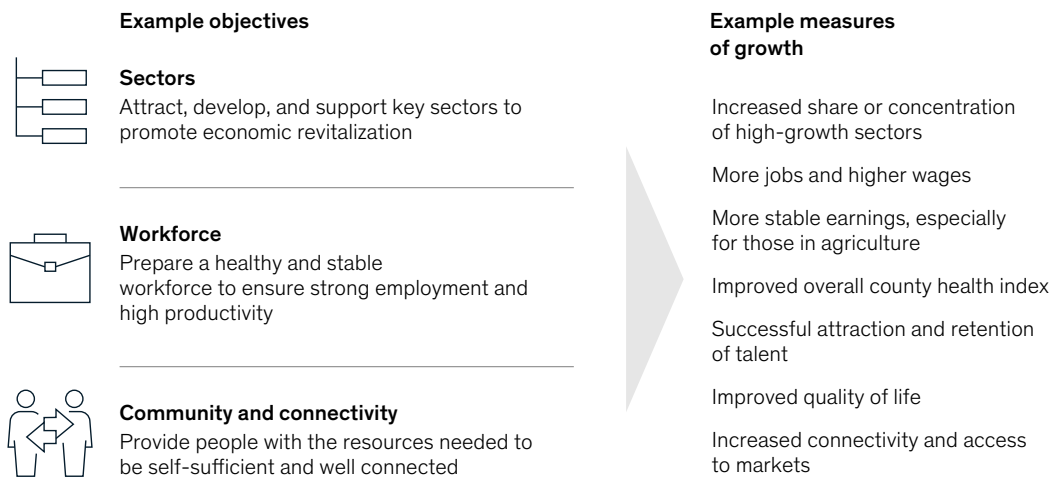 Example objectives
Sectors
Attract, develop, and support key sectors to
promote economic revitalization
Workforce
Prepare a healthy and stable
workforce to ensure strong employment and
high productivity
Community and connectivity
Provide people with the resources needed to
be self-sufficient and well connected
Example measures
of growth
Increased share or concentration
of high-growth sectors
More jobs and higher wages
More stable earnings, especially
for those in agriculture
Improved overall county health index
Successful attraction and retention
of talent
Improved quality of life
Increased connectivity and access
to markets